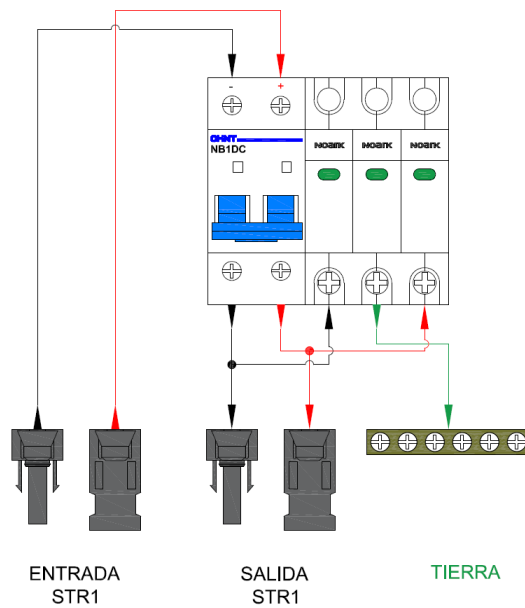 - +
CHNT
NB1DC
NOARK NOARK NOARK
ENTRADA
STR1
SALIDA
STR1
TIERRA